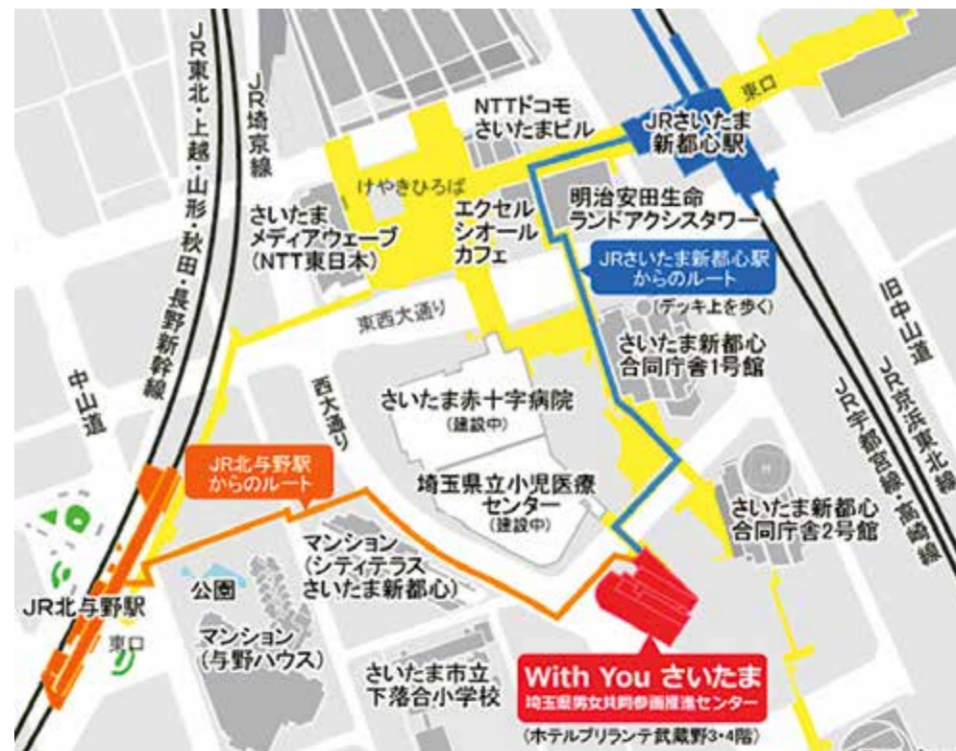 JR東北・上越・山形・秋田・長野新幹線
JR埼京線
NTTドコモ
さいたまビル
JRさいたま
新都心駅
東口
けやきひろば
さいたま
メディアウェーブ
(NTT東日本)
エクセル
シオール
カフェ
明治安田生命
ランドアクシスタワー
JRさいたま新都心駅
からのルート
(デッキ上を歩く)
東西大通り
さいたま新都心
合同庁舎1号館
旧中山道
中山道
西大通り
さいたま赤十字病院
(建設中)
JR京浜東北線
JR宇都宮線・高崎線
JR北与野駅
からのルート
埼玉県立小児医療
センター
(建設中)
H
さいたま新都心
合同庁舎2号館
マンション
(シティテラス
さいたま新都心)
公園
JR北与野駅
東口
マンション
(与野ハウス)
さいたま市立
下落合小学校
With You さいたま
埼玉県男女共同参画推進センター
(ホテルブリランテ武蔵野3・4階)